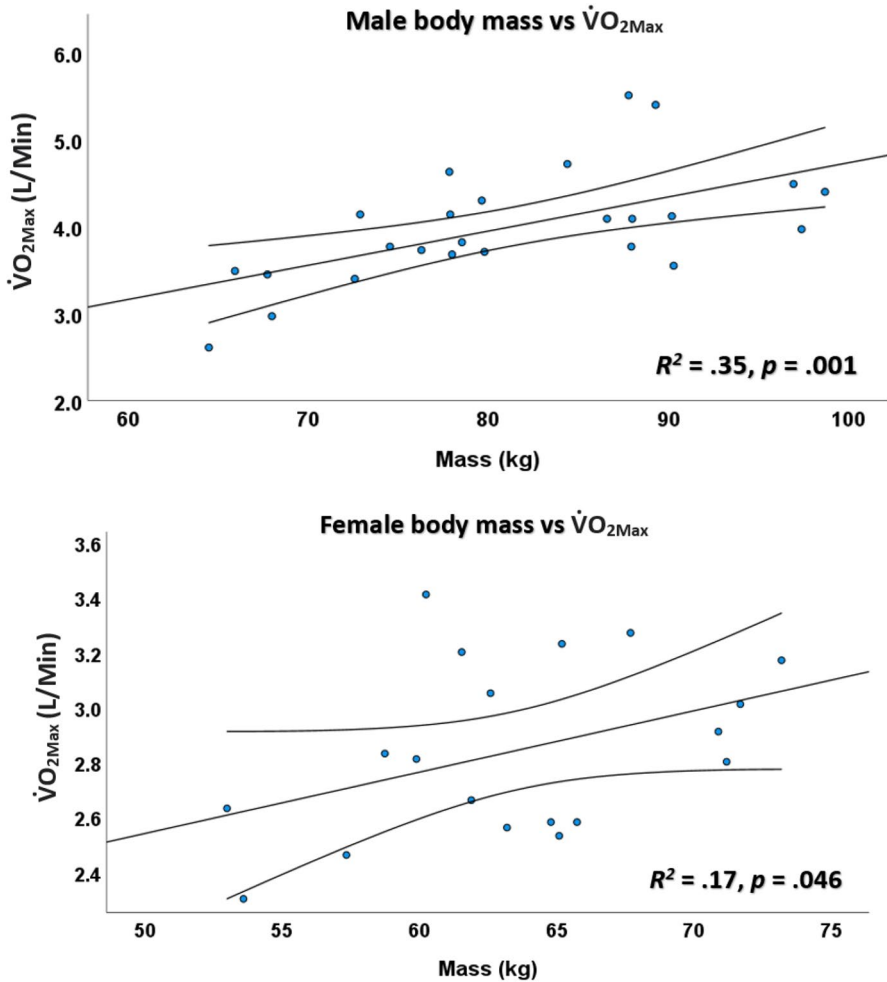 Male body mass vs V̇O₂Max
6.0
5.0
4.0
3.0
2.0
V̇O₂Max (L/Min)
R² = .35, p = .001
60 70 80 90 100
Mass (kg)
Female body mass vs V̇O₂Max
3.6
3.4
3.2
3.0
2.8
2.6
2.4
V̇O₂Max (L/Min)
R² = .17, p = .046
50 55 60 65 70 75
Mass (kg)